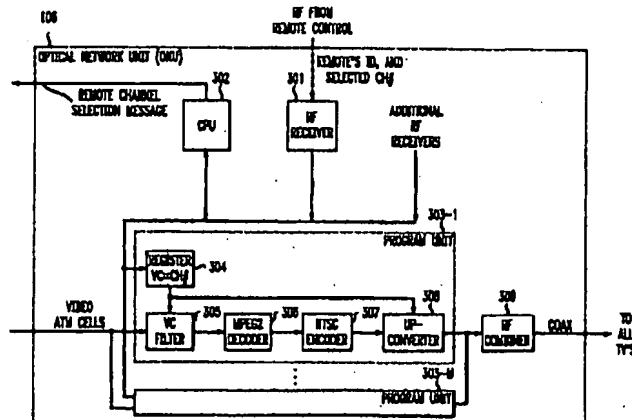 RF FROM
REMOTE CONTROL
106
OPTICAL NETWORK UNIT (ONU)
REMOTE'S ID, AND
SELECTED CH#
302
301
REMOTE CHANNEL
SELECTION MESSAGE
CPU
RF
RECEIVER
ADDITIONAL
RF
RECEIVERS
303-1
PROGRAM UNIT
REGISTER
VC=CH#
304
VIDEO
ATM CELLS
305
306
307
308
309
VC
FILTER
MPEG2
DECODER
NTSC
ENCODER
UP-
CONVERTER
RF
COMBINER
COAX
TO
ALL
TV'S
303-M
PROGRAM UNIT